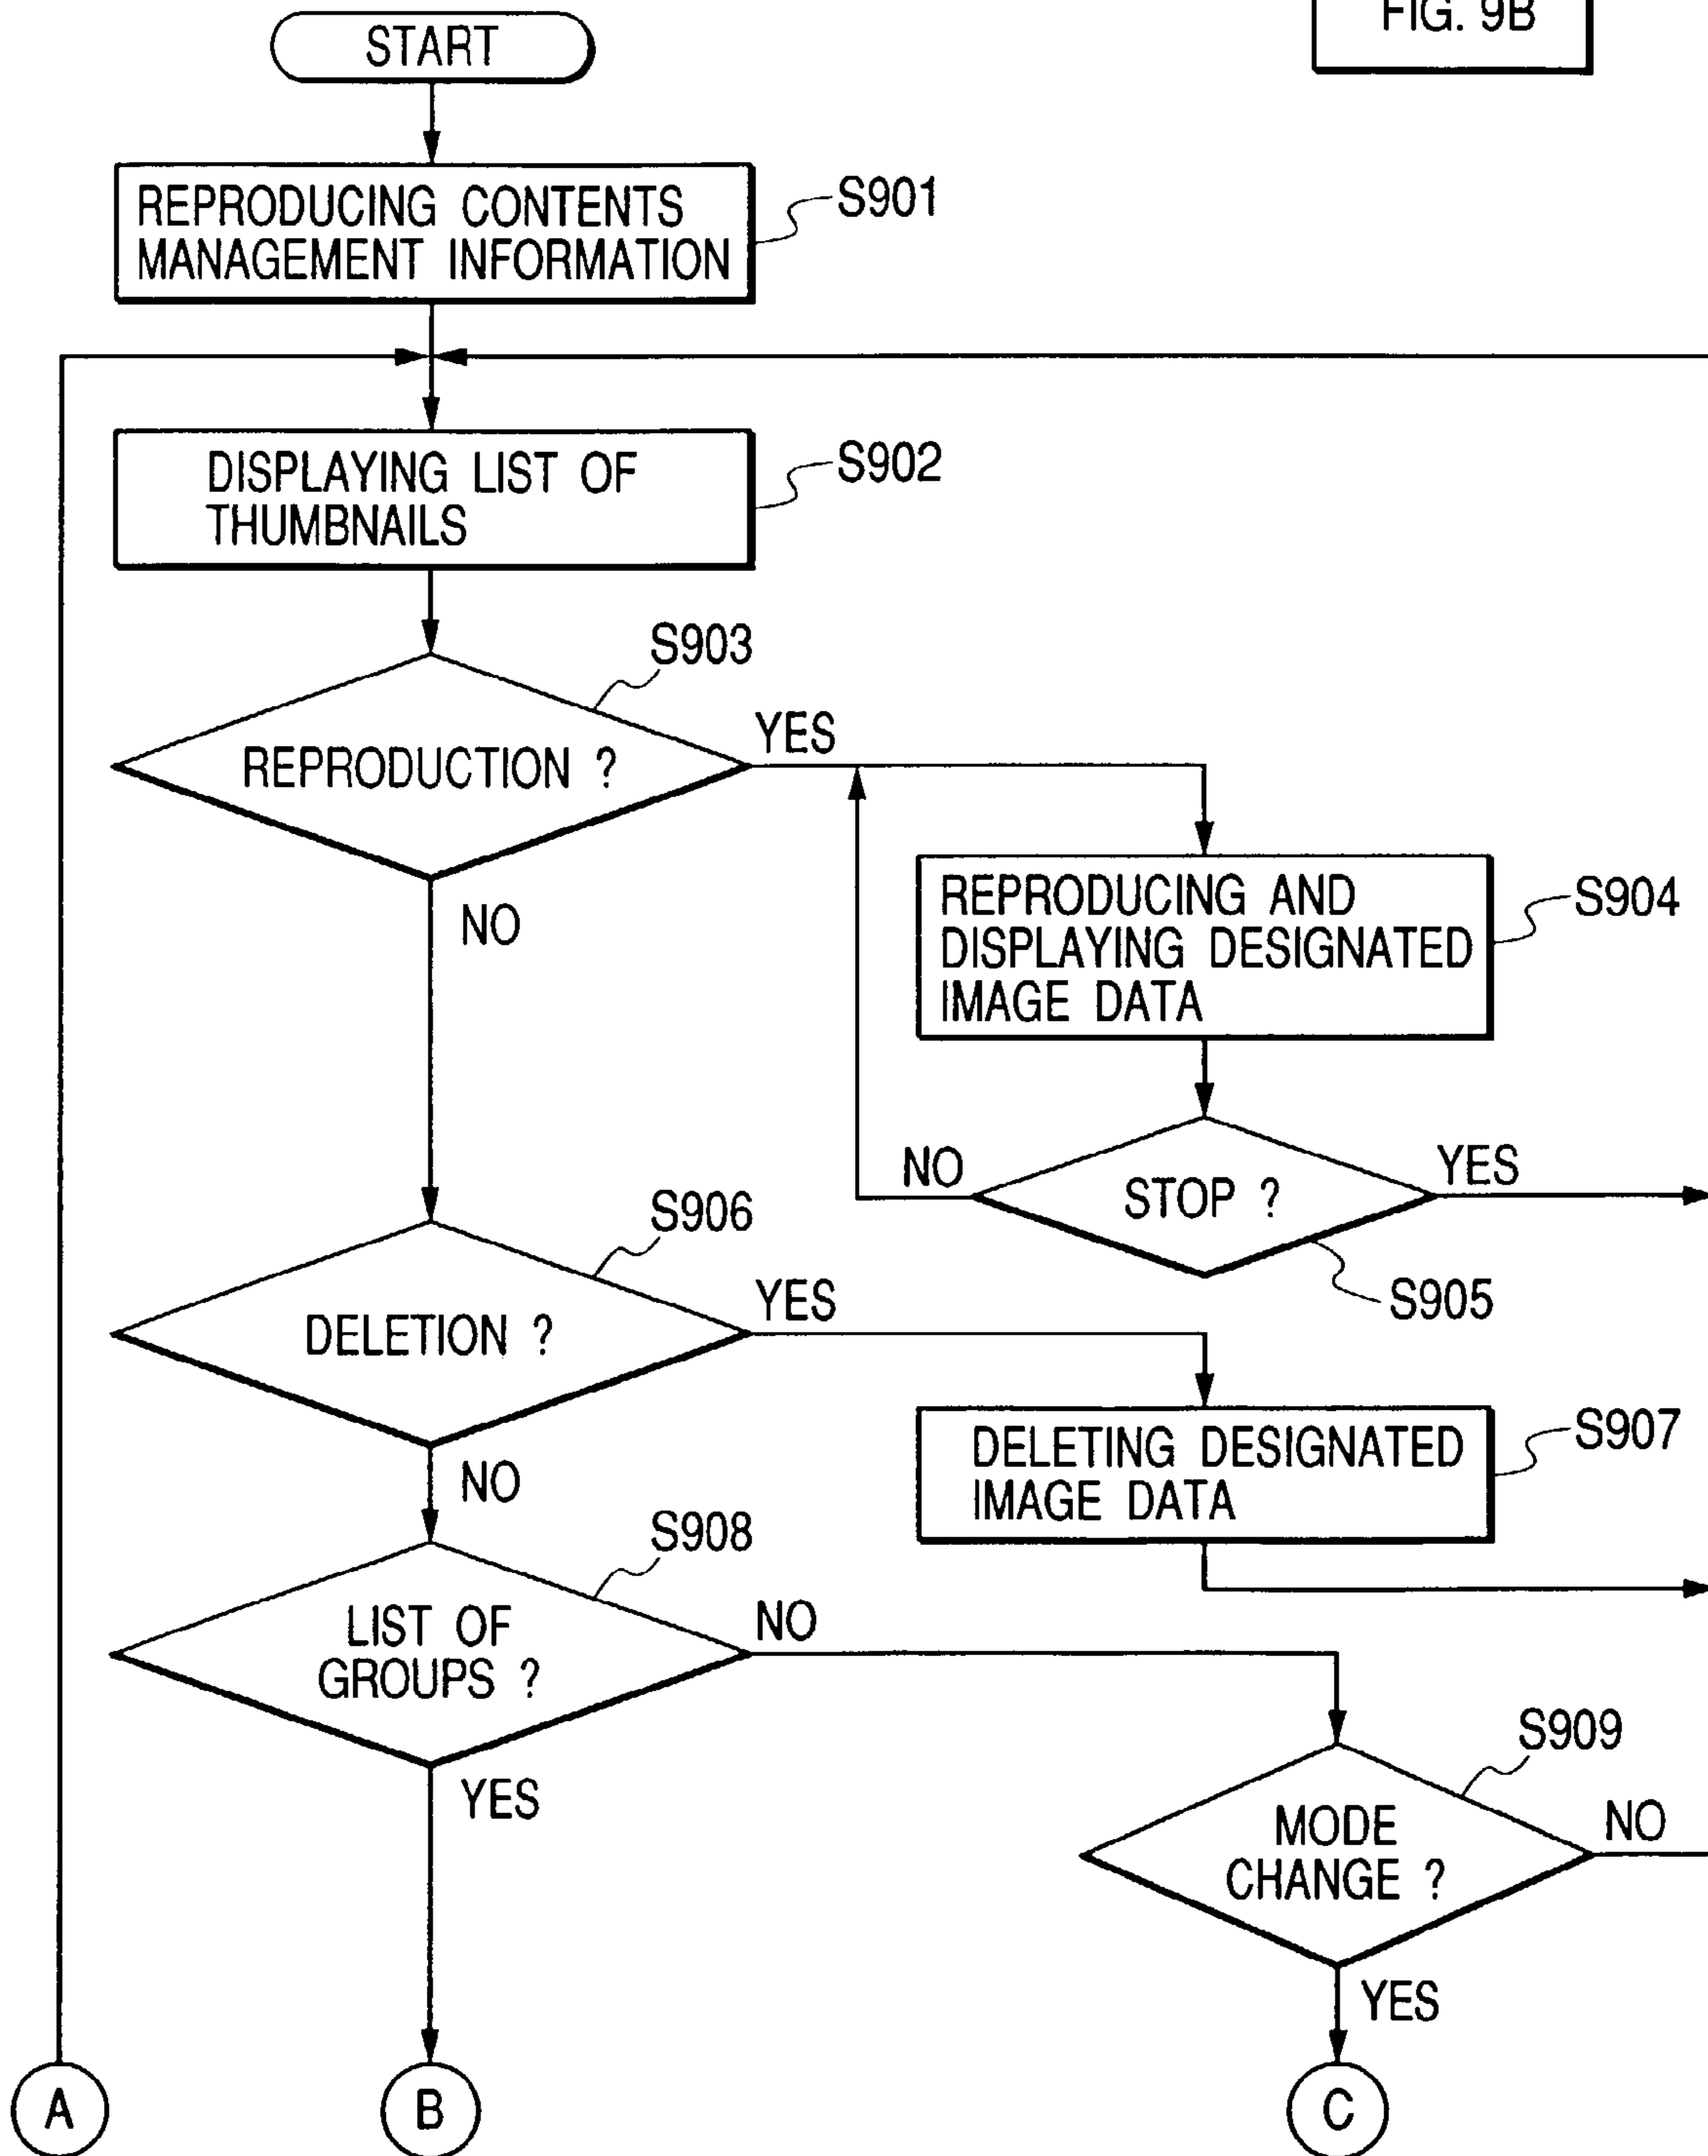 FIG. 9B
START
REPRODUCING CONTENTS
MANAGEMENT INFORMATION
S901
DISPLAYING LIST OF
THUMBNAILS
S902
S903
REPRODUCTION ?
YES
NO
REPRODUCING AND
DISPLAYING DESIGNATED
IMAGE DATA
S904
STOP ?
NO
YES
S905
S906
DELETION ?
YES
NO
DELETING DESIGNATED
IMAGE DATA
S907
S908
LIST OF
GROUPS ?
NO
YES
S909
MODE
CHANGE ?
NO
YES
A
B
C